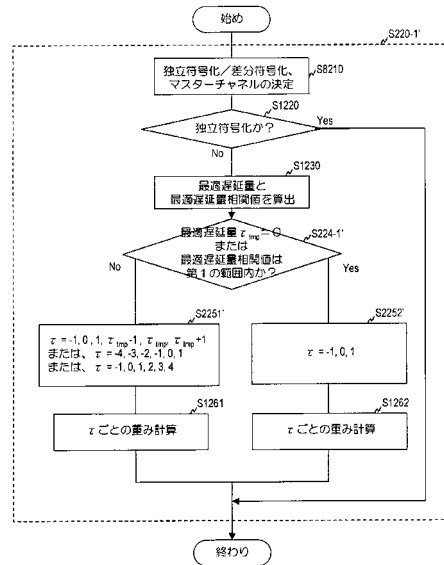 始め
S220-1'
独立符号化/差分符号化、
マスターチャネルの決定
S8210
S1220
独立符号化か?
Yes
No
S1230
最適遅延量と
最適遅延量相関値を算出
S224-1'
最適遅延量 τtmp=0
または
最適遅延量相関値は
第1の範囲内か?
No
Yes
S2251'
τ = -1, 0, 1, τtmp-1, τtmp, τtmp+1
または、τ = -4, -3, -2, -1, 0, 1
または、τ = -1, 0, 1, 2, 3, 4
S2252'
τ = -1, 0, 1
S1261
τごとの重み計算
S1262
τごとの重み計算
終わり